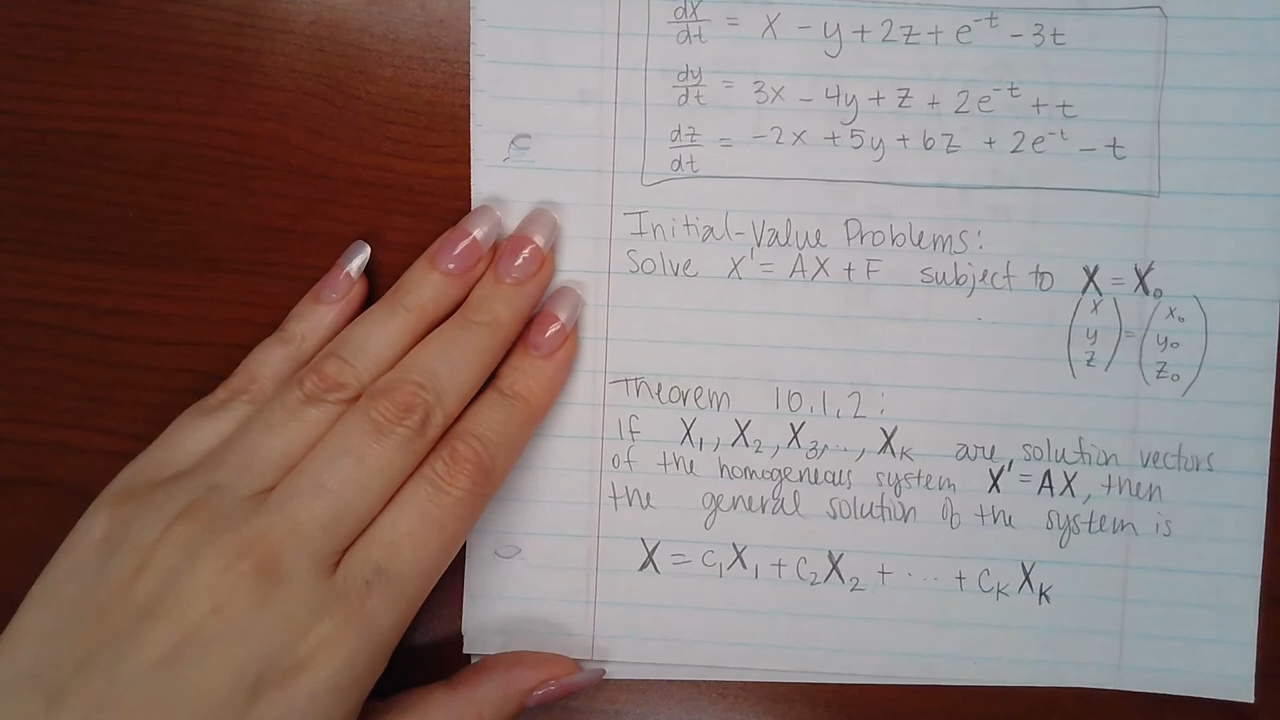 dx/dt = x - y + 2z + e^-t - 3t
dy/dt = 3x - 4y + z + 2e^-t + t
dz/dt = -2x + 5y + 6z + 2e^-t - t
Initial-Value Problems:
Solve X' = AX + F subject to X = X₀
(x y z) = (x₀ y₀ z₀)
Theorem 10.1.2:
If X₁, X₂, X₃,..., Xₖ are solution vectors
of the homogeneous system X' = AX, then
the general solution of the system is
X = c₁X₁ + c₂X₂ + ... + cₖXₖ